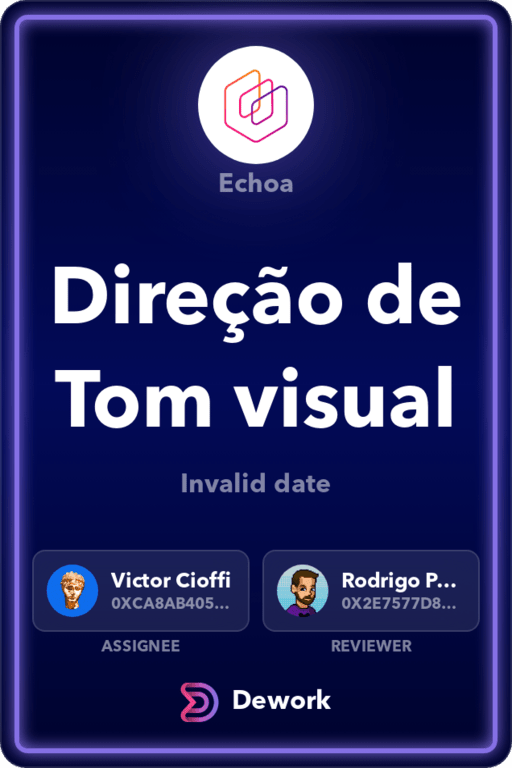 Echoa
Direção de
Tom visual
Invalid date
Victor Cioffi
0XCA8AB405...
ASSIGNEE
Rodrigo P...
0X2E7577D8...
REVIEWER
Dework